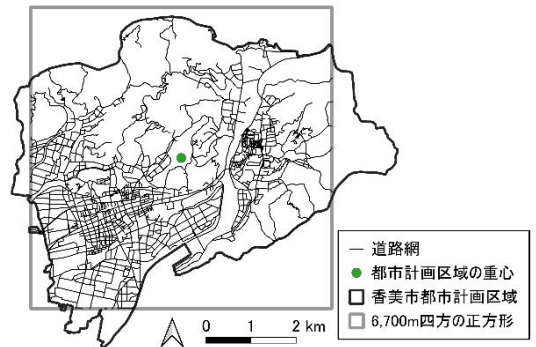 道路網
都市計画区域の重心
香美市都市計画区域
6,700m四方の正方形
0 1 2 km